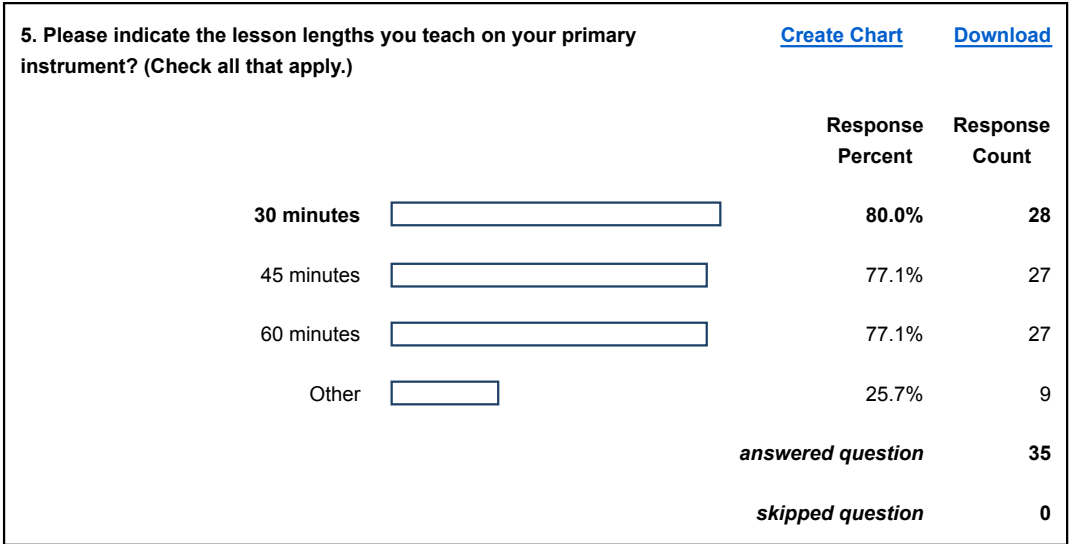 5. Please indicate the lesson lengths you teach on your primary
instrument? (Check all that apply.)
Create Chart Download
Response Percent
Response Count
30 minutes 80.0% 28
45 minutes 77.1% 27
60 minutes 77.1% 27
Other 25.7% 9
answered question 35
skipped question 0